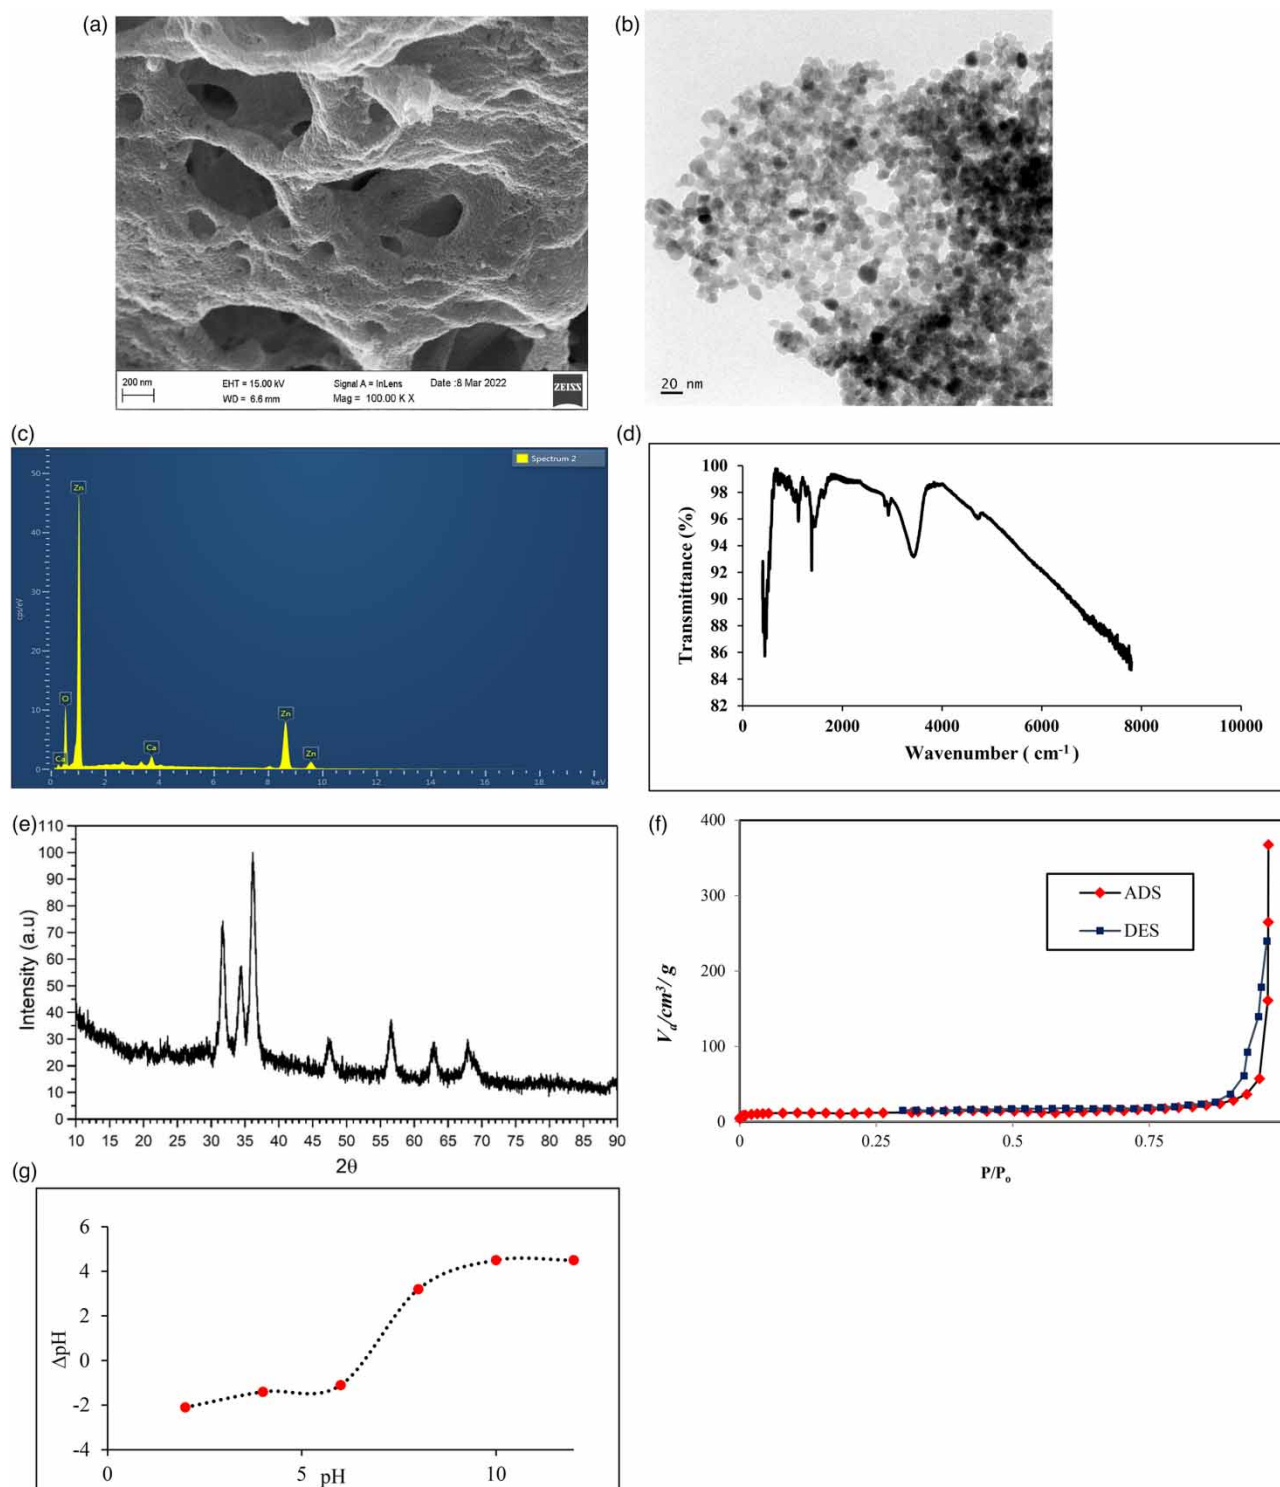 (a)
200 nm
EHT = 15.00 kV
WD = 6.6 mm
Signal A = InLens
Mag = 100.00 K X
Date :8 Mar 2022
ZEISS
(b)
20 nm
(c)
Spectrum 2
cps/eV
50
40
30
20
10
0
Zn
O
Ca
Ca
Zn
Zn
0 2 4 6 8 10 12 14 16 18 keV
(d)
Transmittance (%)
100
98
96
94
92
90
88
86
84
82
0 2000 4000 6000 8000 10000
Wavenumber ( cm-1)
(e)
Intensity (a.u)
110
100
90
80
70
60
50
40
30
20
10
0
10 15 20 25 30 35 40 45 50 55 60 65 70 75 80 85 90
2θ
(f)
Va/cm3/ g
400
300
200
100
0
ADS
DES
0 0.25 0.5 0.75
P/Po
(g)
ΔpH
6
4
2
0
-2
-4
0 5 10
pH